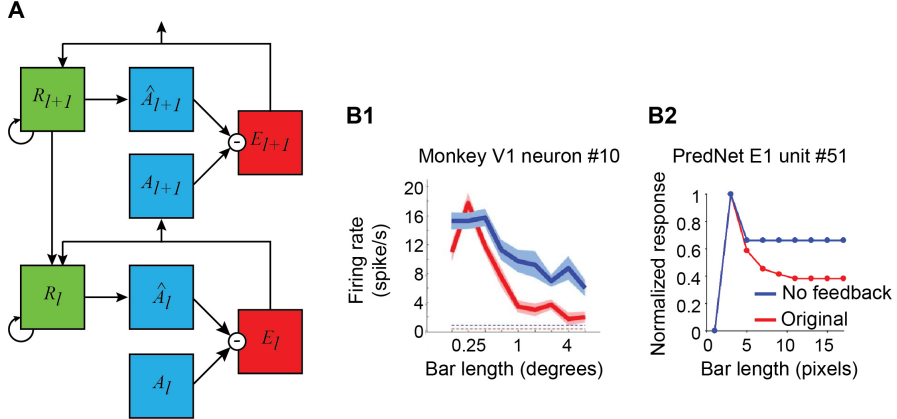 A
R_{l+1}
Â_{l+1}
E_{l+1}
A_{l+1}
R_l
Â_l
E_l
A_l
B1
Monkey V1 neuron #10
Firing rate
(spike/s)
20
16
12
8
4
0
0.25
1
4
Bar length (degrees)
B2
PredNet E1 unit #51
Normalized response
1
0.8
0.6
0.4
0.2
0
No feedback
Original
0
5
10
15
Bar length (pixels)